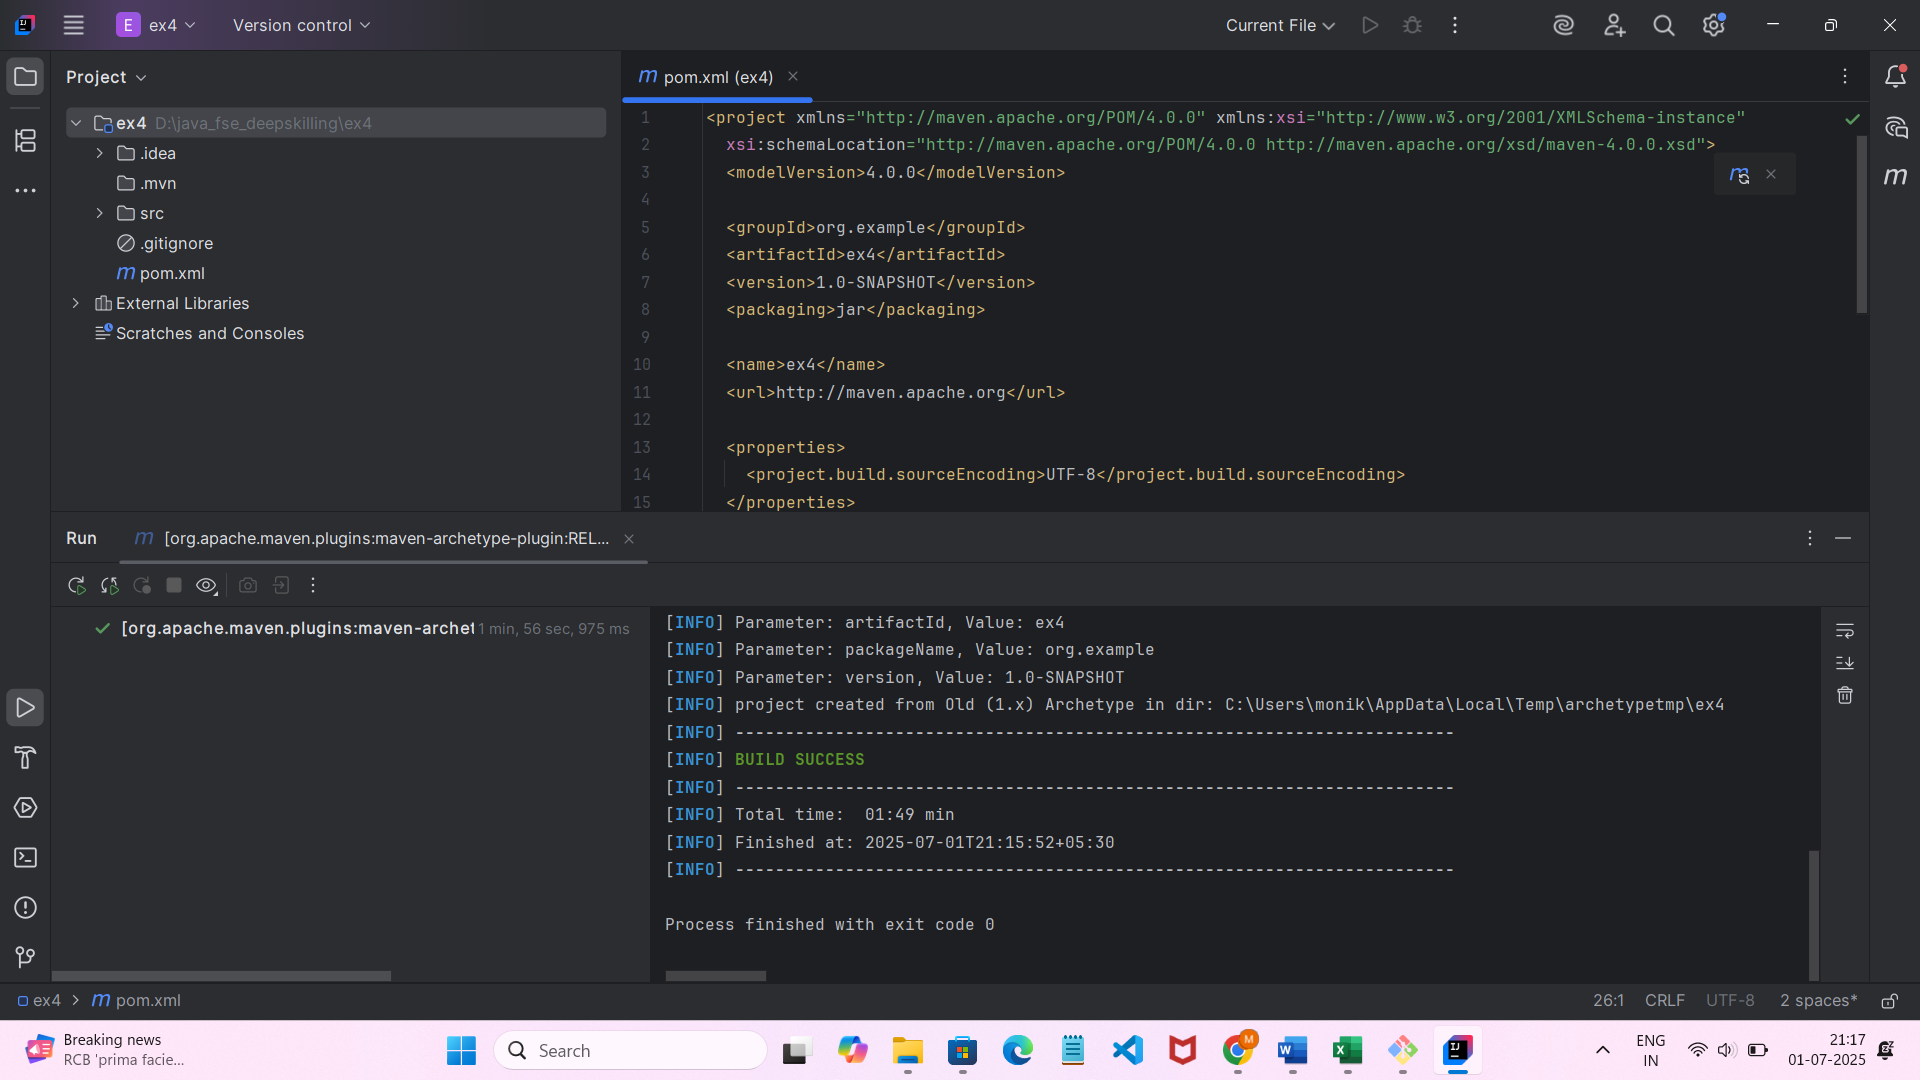 E ex4
Version control
Current File
Project
ex4 D:\java_fse_deepskilling\ex4
.idea
.mvn
src
.gitignore
m pom.xml
External Libraries
Scratches and Consoles
m pom.xml (ex4)
1 <project xmlns="http://maven.apache.org/POM/4.0.0" xmlns:xsi="http://www.w3.org/2001/XMLSchema-instance"
2 xsi:schemaLocation="http://maven.apache.org/POM/4.0.0 http://maven.apache.org/xsd/maven-4.0.0.xsd">
3 <modelVersion>4.0.0</modelVersion>
4
5 <groupId>org.example</groupId>
6 <artifactId>ex4</artifactId>
7 <version>1.0-SNAPSHOT</version>
8 <packaging>jar</packaging>
9
10 <name>ex4</name>
11 <url>http://maven.apache.org</url>
12
13 <properties>
14 <project.build.sourceEncoding>UTF-8</project.build.sourceEncoding>
15 </properties>
Run
m [org.apache.maven.plugins:maven-archetype-plugin:REL...
[org.apache.maven.plugins:maven-archet 1 min, 56 sec, 975 ms
[INFO] Parameter: artifactId, Value: ex4
[INFO] Parameter: packageName, Value: org.example
[INFO] Parameter: version, Value: 1.0-SNAPSHOT
[INFO] project created from Old (1.x) Archetype in dir: C:\Users\monik\AppData\Local\Temp\archetypetmp\ex4
[INFO] ------------------------------------------------------------------------
[INFO] BUILD SUCCESS
[INFO] ------------------------------------------------------------------------
[INFO] Total time:  01:49 min
[INFO] Finished at: 2025-07-01T21:15:52+05:30
[INFO] ------------------------------------------------------------------------
Process finished with exit code 0
ex4 > m pom.xml
26:1 CRLF UTF-8 2 spaces*
Breaking news
RCB 'prima facie...
Search
ENG
IN
21:17
01-07-2025